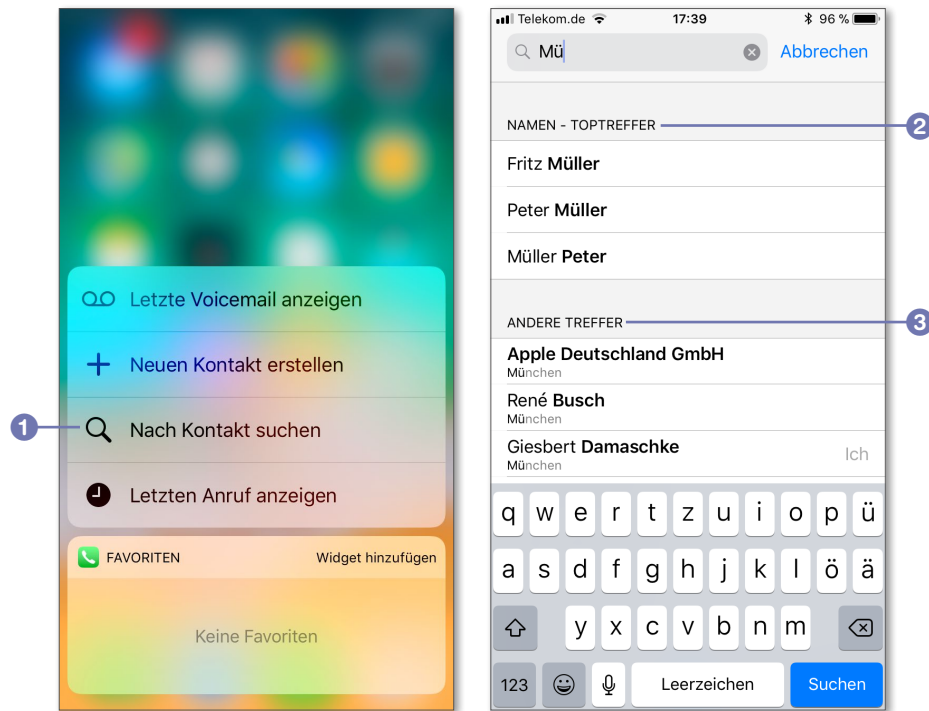 Letzte Voicemail anzeigen
Neuen Kontakt erstellen
1
Nach Kontakt suchen
Letzten Anruf anzeigen
FAVORITEN Widget hinzufügen
Keine Favoriten
Telekom.de 17:39 96 %
Mü Abbrechen
NAMEN - TOPTREFFER 2
Fritz Müller
Peter Müller
Müller Peter
ANDERE TREFFER 3
Apple Deutschland GmbH
München
René Busch
München
Giesbert Damaschke Ich
München
q w e r t z u i o p ü
a s d f g h j k l ö ä
y x c v b n m
123 Leerzeichen Suchen